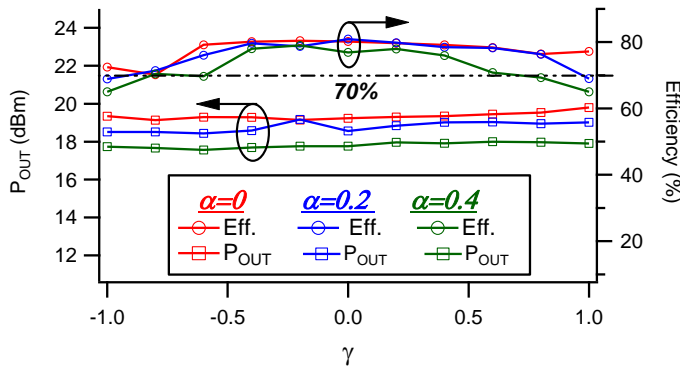 24
22
20
18
16
14
12
P_OUT (dBm)
80
60
40
20
Efficiency (%)
70%
α=0 α=0.2 α=0.4
Eff. Eff. Eff.
P_OUT P_OUT P_OUT
-1.0 -0.5 0.0 0.5 1.0
γ